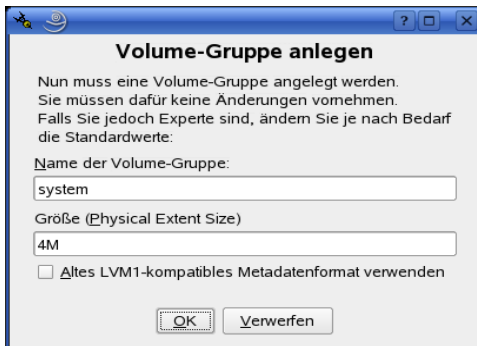 Volume-Gruppe anlegen
Nun muss eine Volume-Gruppe angelegt werden.
Sie müssen dafür keine Änderungen vornehmen.
Falls Sie jedoch Experte sind, ändern Sie je nach Bedarf
die Standardwerte:
Name der Volume-Gruppe:
system
Größe (Physical Extent Size)
4M
Altes LVM1-kompatibles Metadatenformat verwenden
OK Verwerfen